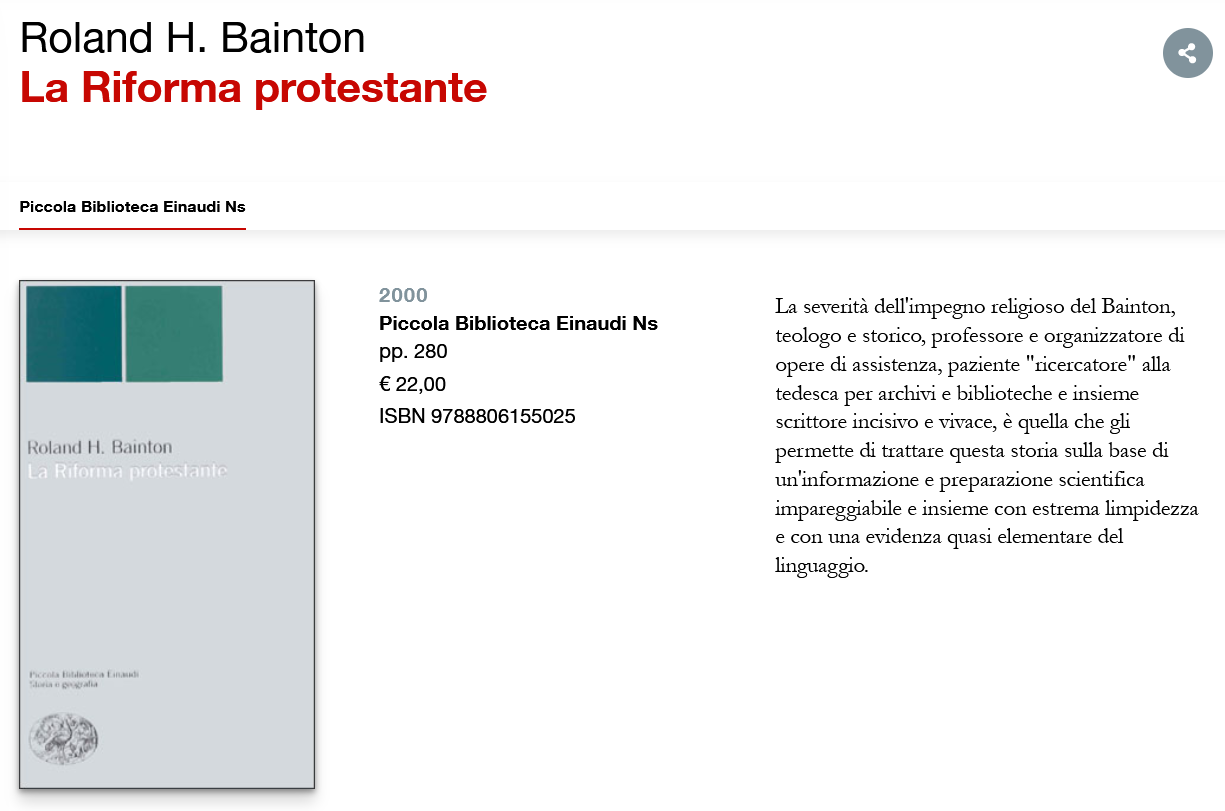 Roland H. Bainton
La Riforma protestante
Piccola Biblioteca Einaudi Ns
Roland H. Bainton
La Riforma protestante
Piccola Biblioteca Einaudi
Storia e geografia
2000
Piccola Biblioteca Einaudi Ns
pp. 280
€ 22,00
ISBN 9788806155025
La severità dell'impegno religioso del Bainton,
teologo e storico, professore e organizzatore di
opere di assistenza, paziente "ricercatore" alla
tedesca per archivi e biblioteche e insieme
scrittore incisivo e vivace, è quella che gli
permette di trattare questa storia sulla base di
un'informazione e preparazione scientifica
impareggiabile e insieme con estrema limpidezza
e con una evidenza quasi elementare del
linguaggio.